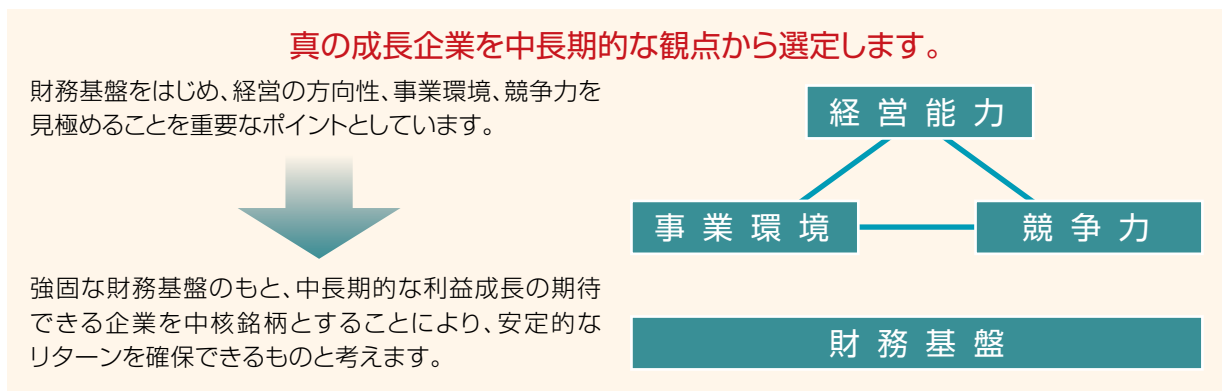 真の成長企業を中長期的な観点から選定します。
財務基盤をはじめ、経営の方向性、事業環境、競争力を
見極めることを重要なポイントとしています。
強固な財務基盤のもと、中長期的な利益成長の期待
できる企業を中核銘柄とすることにより、安定的な
リターンを確保できるものと考えます。
経営能力
事業環境
競争力
財務基盤